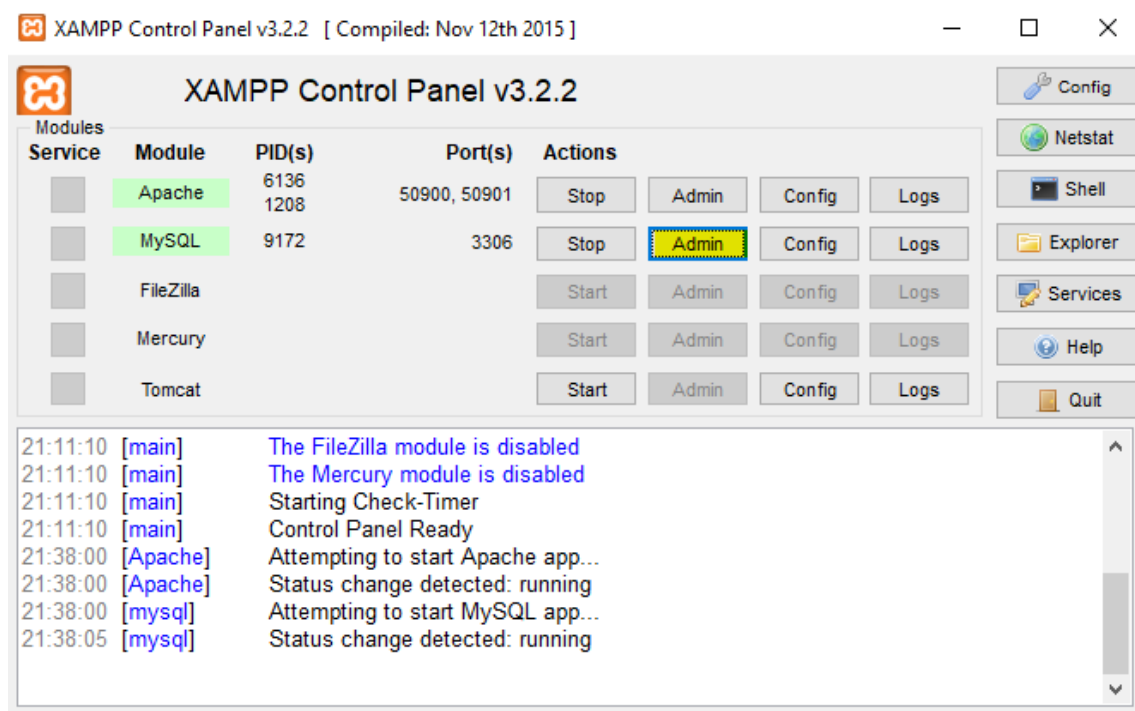 XAMPP Control Panel v3.2.2 [ Compiled: Nov 12th 2015 ]
XAMPP Control Panel v3.2.2
Config
Netstat
Shell
Explorer
Services
Help
Quit
Modules
Service Module PID(s) Port(s) Actions
Apache 6136 1208 50900, 50901 Stop Admin Config Logs
MySQL 9172 3306 Stop Admin Config Logs
FileZilla Start Admin Config Logs
Mercury Start Admin Config Logs
Tomcat Start Admin Config Logs
21:11:10 [main] The FileZilla module is disabled
21:11:10 [main] The Mercury module is disabled
21:11:10 [main] Starting Check-Timer
21:11:10 [main] Control Panel Ready
21:38:00 [Apache] Attempting to start Apache app...
21:38:00 [Apache] Status change detected: running
21:38:00 [mysql] Attempting to start MySQL app...
21:38:05 [mysql] Status change detected: running